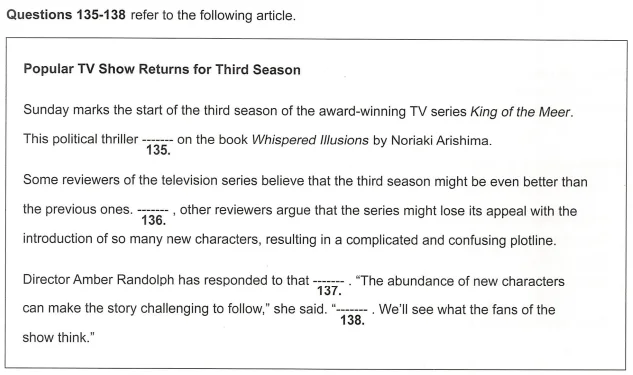 Questions 135-138 refer to the following article.
Popular TV Show Returns for Third Season
Sunday marks the start of the third season of the award-winning TV series King of the Meer.
This political thriller ------- on the book Whispered Illusions by Noriaki Arishima.
135.
Some reviewers of the television series believe that the third season might be even better than
the previous ones. ------- , other reviewers argue that the series might lose its appeal with the
136.
introduction of so many new characters, resulting in a complicated and confusing plotline.
Director Amber Randolph has responded to that ------- . “The abundance of new characters
137.
can make the story challenging to follow,” she said. “------- . We’ll see what the fans of the
138.
show think.”